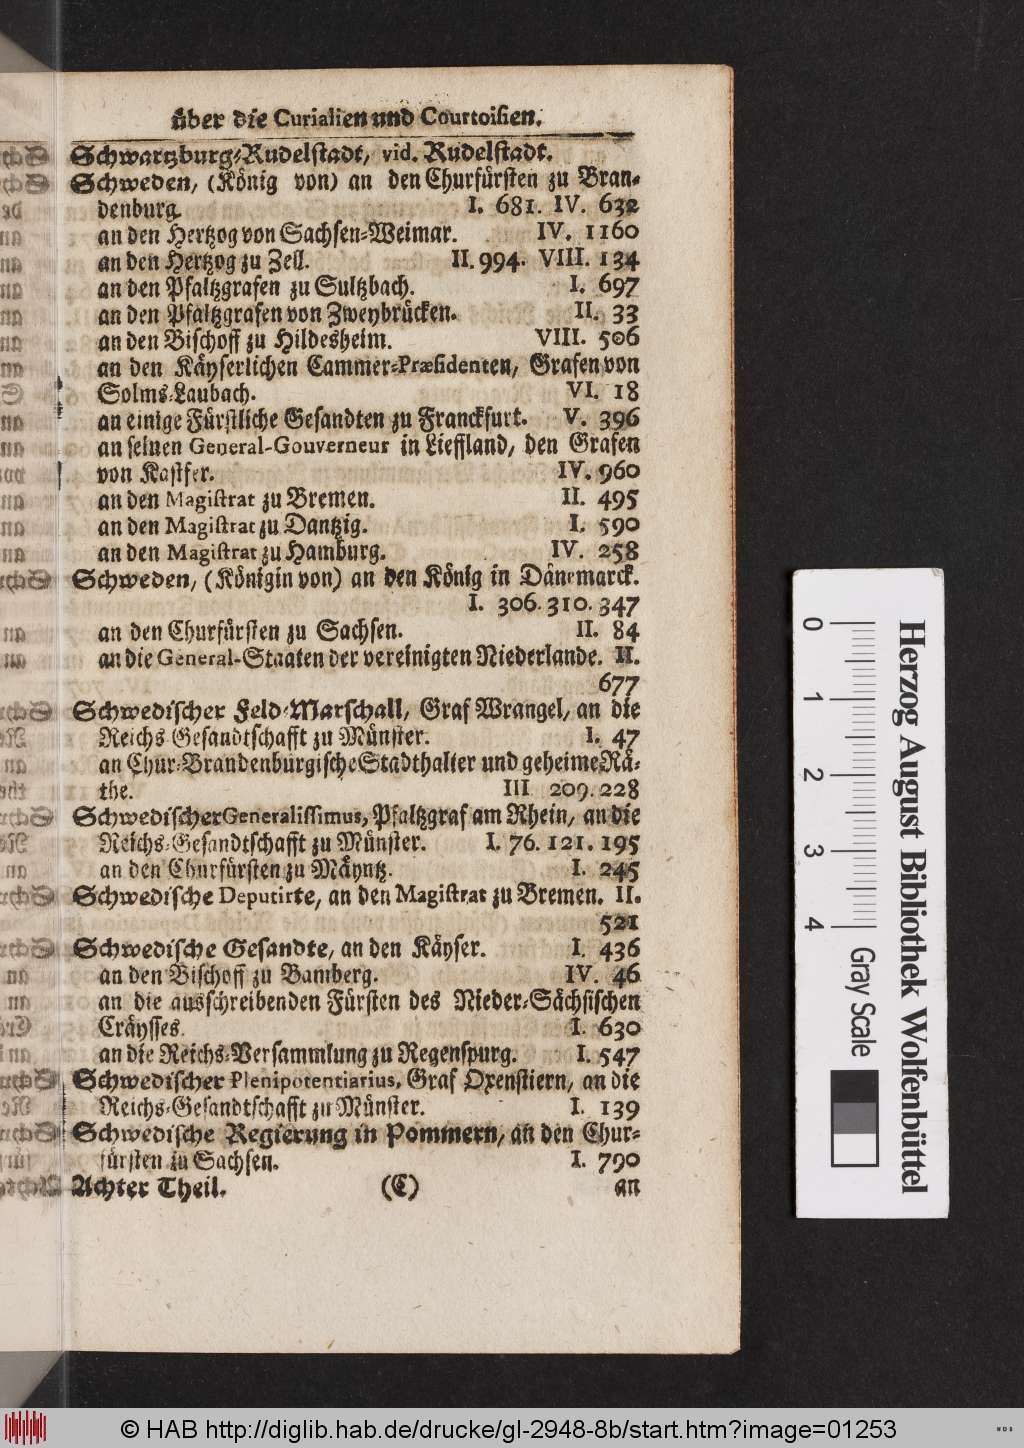 über die Curialien und Courtoisien.
Schwartzburg-Rudelstadt, vid. Rudelstadt.
Schweden, (König von) an den Churfürsten zu Bran-
denburg. I. 681. IV. 632
an den Hertzog von Sachsen-Weimar. IV. 1160
an den Hertzog zu Zell. II. 994. VIII. 134
an den Pfaltzgrafen zu Sultzbach. I. 697
an den Pfaltzgrafen von Zweybrücken. II. 33
an den Bischoff zu Hildesheim. VIII. 506
an den Käyserlichen Cammer-Præsidenten, Grafen von
Solms-Laubach. VI. 18
an einige Fürstliche Gesandten zu Franckfurt. V. 396
an seinen General-Gouverneur in Lieffland, den Grafen
von Kastfer. IV. 960
an den Magistrat zu Bremen. II. 495
an den Magistrat zu Dantzig. I. 590
an den Magistrat zu Hamburg. IV. 258
Schweden, (Königin von) an den König in Dänemarck.
I. 306. 310. 347
an den Churfürsten zu Sachsen. II. 84
an die General-Staaten der vereinigten Niederlande. II.
677
Schwedischer Feld-Marschall, Graf Wrangel, an die
Reichs Gesandtschafft zu Münster. I. 47
an Chur-Brandenburgische Stadthalter und geheime Rä-
the. III 209. 228
Schwedischer Generalissimus, Pfaltzgraf am Rhein, an die
Reichs-Gesandtschafft zu Münster. I. 76. 121. 195
an den Churfürsten zu Mäyntz. I. 245
Schwedische Deputirte, an den Magistrat zu Bremen. II.
521
Schwedische Gesandte, an den Käyser. I. 436
an den Bischoff zu Bamberg. IV. 46
an die ausschreibenden Fürsten des Nieder-Sächsischen
Cräysses. I. 630
an die Reichs-Versammlung zu Regenspurg. I. 547
Schwedischer Plenipotentiarius, Graf Oxenstiern, an die
Reichs-Gesandtschafft zu Münster. I. 139
Schwedische Regierung in Pommern, an den Chur-
fürsten zu Sachsen. I. 790
Achter Theil. (C) an
0 1 2 3 4
Herzog August Bibliothek Wolfenbüttel
Gray Scale
© HAB http://diglib.hab.de/drucke/gl-2948-8b/start.htm?image=01253